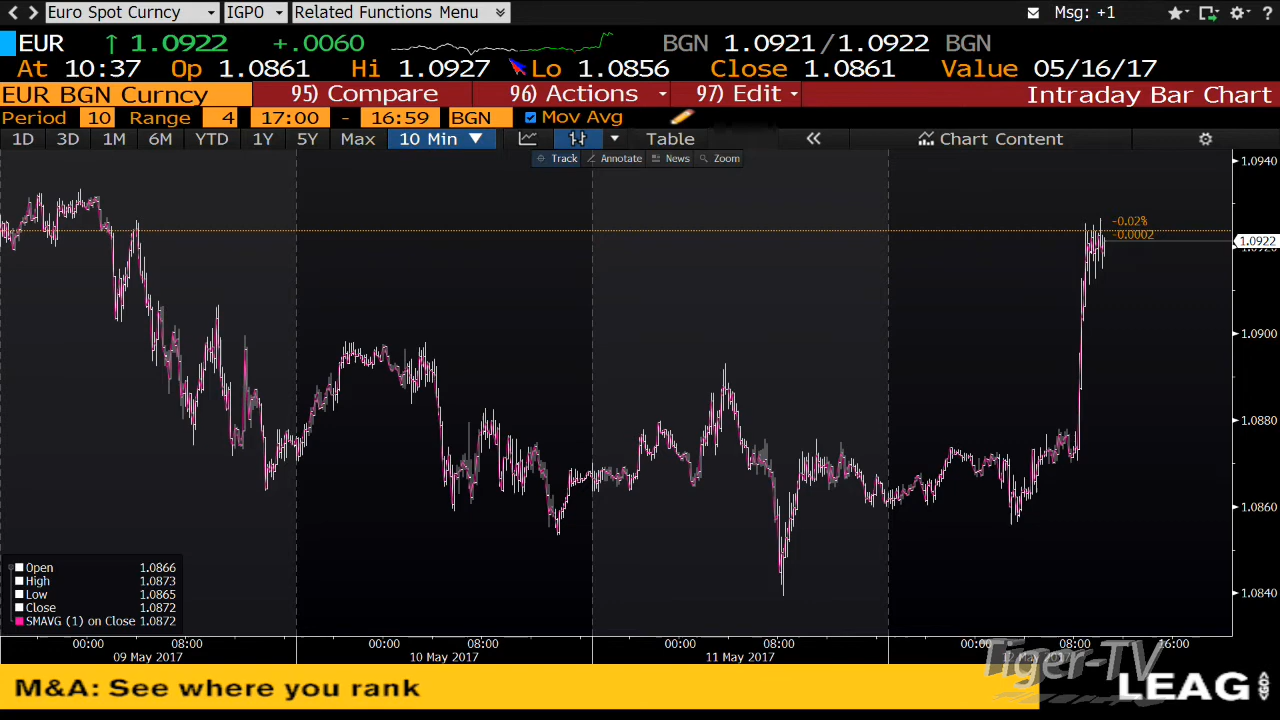 Euro Spot Curncy IGPO Related Functions Menu Msg: +1 ?
EUR ↑ 1.0922 +.0060 BGN 1.0921/1.0922 BGN
At 10:37 Op 1.0861 Hi 1.0927 Lo 1.0856 Close 1.0861 Value 05/16/17
EUR BGN Curncy 95) Compare 96) Actions 97) Edit Intraday Bar Chart
Period 10 Range 4 17:00 - 16:59 BGN Mov Avg
1D 3D 1M 6M YTD 1Y 5Y Max 10 Min ▼ Table « Chart Content
Track Annotate News Zoom
1.0940
-0.02%
-0.0002
1.0922
1.0920
1.0900
1.0880
1.0860
1.0840
Open 1.0866
High 1.0873
Low 1.0865
Close 1.0872
SMAVG (1) on Close 1.0872
00:00 08:00 00:00 08:00 00:00 08:00 00:00 08:00 16:00
09 May 2017 10 May 2017 11 May 2017 12 May 2017
Tiger-TV
M&A: See where you rank
LEAG